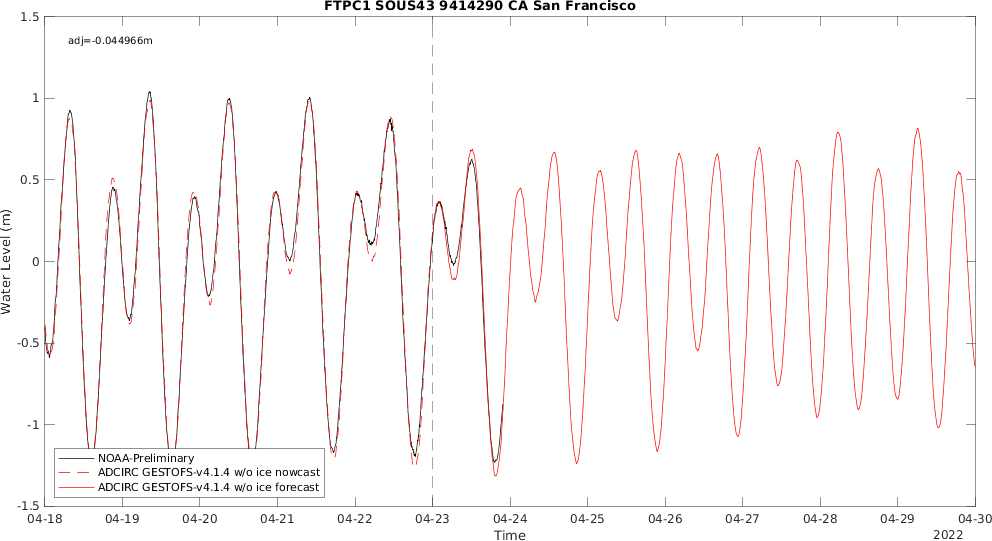 FTPC1 SOUS43 9414290 CA San Francisco
adj=-0.044966m
1.5
1
0.5
0
-0.5
-1
-1.5
Water Level (m)
NOAA-Preliminary
ADCIRC GESTOFS-v4.1.4 w/o ice nowcast
ADCIRC GESTOFS-v4.1.4 w/o ice forecast
04-18 04-19 04-20 04-21 04-22 04-23 04-24 04-25 04-26 04-27 04-28 04-29 04-30
Time
2022